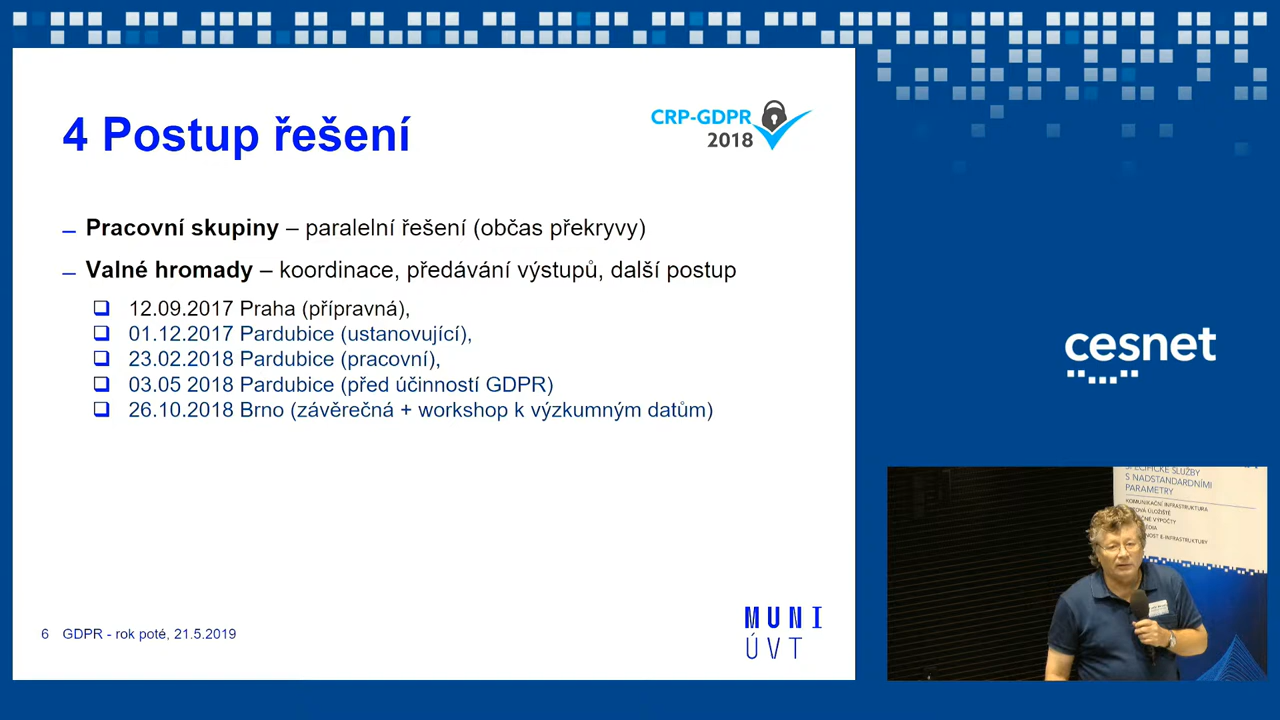 4 Postup řešení
CRP-GDPR
2018
– Pracovní skupiny – paralelní řešení (občas překryvy)
– Valné hromady – koordinace, předávání výstupů, další postup
❑ 12.09.2017 Praha (přípravná),
❑ 01.12.2017 Pardubice (ustanovující),
❑ 23.02.2018 Pardubice (pracovní),
❑ 03.05 2018 Pardubice (před účinností GDPR)
❑ 26.10.2018 Brno (závěrečná + workshop k výzkumným datům)
6 GDPR - rok poté, 21.5.2019
MUNI
ÚVT
cesnet
SPECIFICKÉ SLUŽBY
S NADSTANDARDNÍMI
PARAMETRY
KOMUNIKAČNÍ INFRASTRUKTURA
ÚLOŽIŠTĚ
VÝPOČTY
E-INFRASTRUKTURY